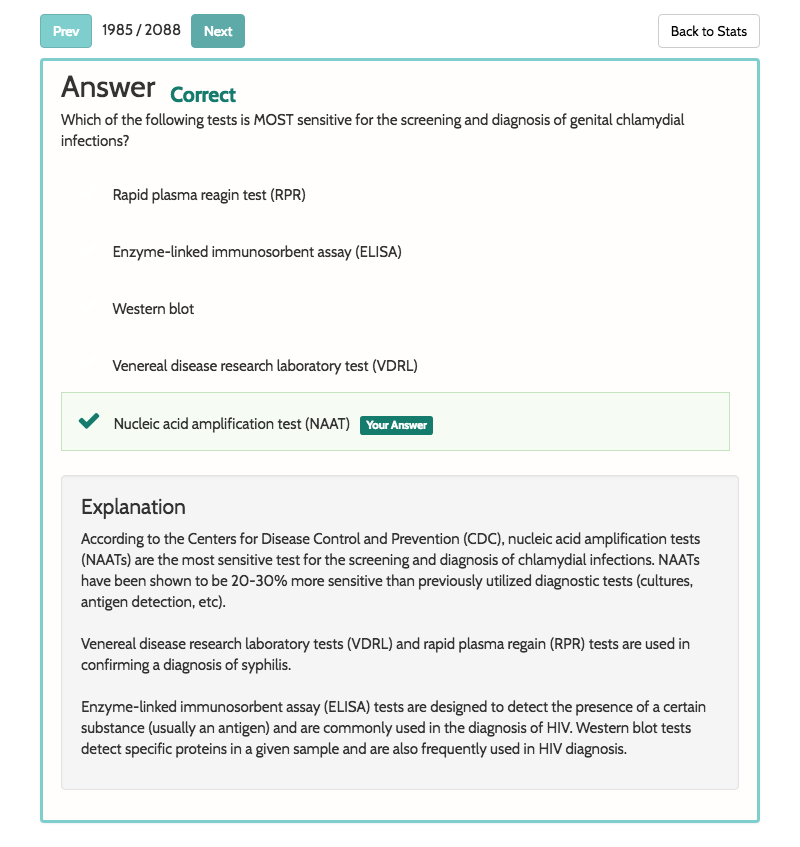 Prev 1985 / 2088 Next Back to Stats
Answer Correct
Which of the following tests is MOST sensitive for the screening and diagnosis of genital chlamydial
infections?
Rapid plasma reagin test (RPR)
Enzyme-linked immunosorbent assay (ELISA)
Western blot
Venereal disease research laboratory test (VDRL)
Nucleic acid amplification test (NAAT) Your Answer
Explanation
According to the Centers for Disease Control and Prevention (CDC), nucleic acid amplification tests
(NAATs) are the most sensitive test for the screening and diagnosis of chlamydial infections. NAATs
have been shown to be 20-30% more sensitive than previously utilized diagnostic tests (cultures,
antigen detection, etc).
Venereal disease research laboratory tests (VDRL) and rapid plasma regain (RPR) tests are used in
confirming a diagnosis of syphilis.
Enzyme-linked immunosorbent assay (ELISA) tests are designed to detect the presence of a certain
substance (usually an antigen) and are commonly used in the diagnosis of HIV. Western blot tests
detect specific proteins in a given sample and are also frequently used in HIV diagnosis.